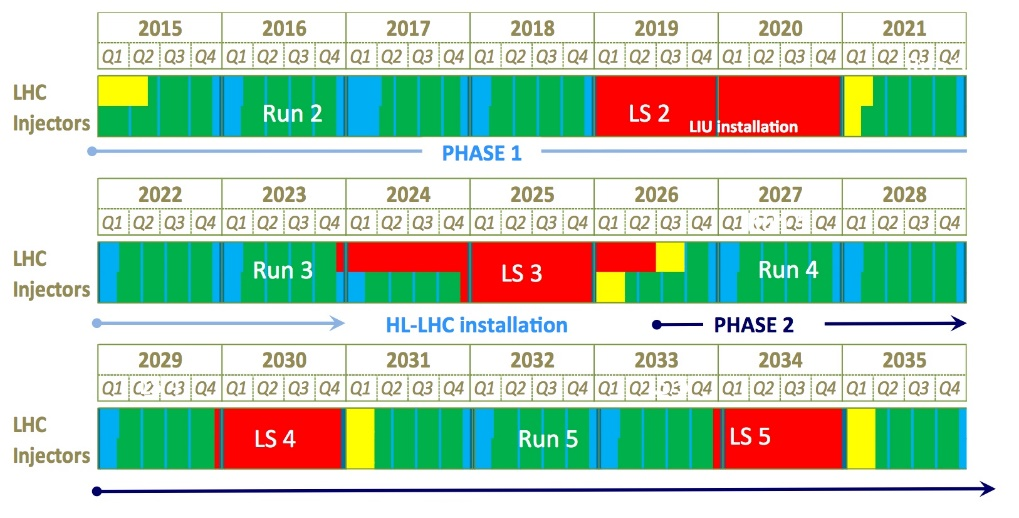 2015 2016 2017 2018 2019 2020 2021
Q1 Q2 Q3 Q4 Q1 Q2 Q3 Q4 Q1 Q2 Q3 Q4 Q1 Q2 Q3 Q4 Q1 Q2 Q3 Q4 Q1 Q2 Q3 Q4 Q1 Q2 Q3 Q4
LHC
Injectors
Run 2
LS 2
LIU installation
PHASE 1
2022 2023 2024 2025 2026 2027 2028
Q1 Q2 Q3 Q4 Q1 Q2 Q3 Q4 Q1 Q2 Q3 Q4 Q1 Q2 Q3 Q4 Q1 Q2 Q3 Q4 Q1 Q2 Q3 Q4 Q1 Q2 Q3 Q4
LHC
Injectors
Run 3
LS 3
Run 4
HL-LHC installation
PHASE 2
2029 2030 2031 2032 2033 2034 2035
Q1 Q2 Q3 Q4 Q1 Q2 Q3 Q4 Q1 Q2 Q3 Q4 Q1 Q2 Q3 Q4 Q1 Q2 Q3 Q4 Q1 Q2 Q3 Q4 Q1 Q2 Q3 Q4
LHC
Injectors
LS 4
Run 5
LS 5